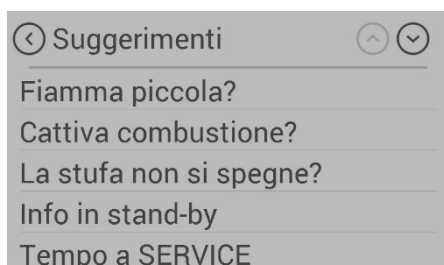 Suggerimenti
Fiamma piccola?
Cattiva combustione?
La stufa non si spegne?
Info in stand-by
Tempo a SERVICE